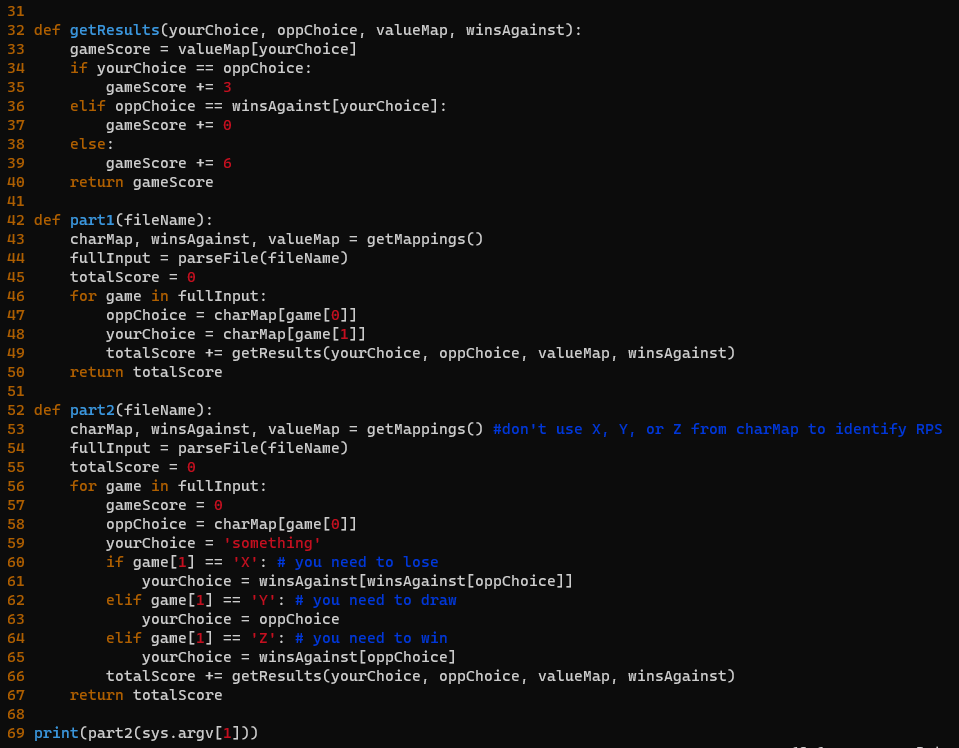 31
32 def getResults(yourChoice, oppChoice, valueMap, winsAgainst):
33     gameScore = valueMap[yourChoice]
34     if yourChoice == oppChoice:
35         gameScore += 3
36     elif oppChoice == winsAgainst[yourChoice]:
37         gameScore += 0
38     else:
39         gameScore += 6
40     return gameScore
41
42 def part1(fileName):
43     charMap, winsAgainst, valueMap = getMappings()
44     fullInput = parseFile(fileName)
45     totalScore = 0
46     for game in fullInput:
47         oppChoice = charMap[game[0]]
48         yourChoice = charMap[game[1]]
49         totalScore += getResults(yourChoice, oppChoice, valueMap, winsAgainst)
50     return totalScore
51
52 def part2(fileName):
53     charMap, winsAgainst, valueMap = getMappings() #don't use X, Y, or Z from charMap to identify RPS
54     fullInput = parseFile(fileName)
55     totalScore = 0
56     for game in fullInput:
57         gameScore = 0
58         oppChoice = charMap[game[0]]
59         yourChoice = 'something'
60         if game[1] == 'X': # you need to lose
61             yourChoice = winsAgainst[winsAgainst[oppChoice]]
62         elif game[1] == 'Y': # you need to draw
63             yourChoice = oppChoice
64         elif game[1] == 'Z': # you need to win
65             yourChoice = winsAgainst[oppChoice]
66         totalScore += getResults(yourChoice, oppChoice, valueMap, winsAgainst)
67     return totalScore
68
69 print(part2(sys.argv[1]))